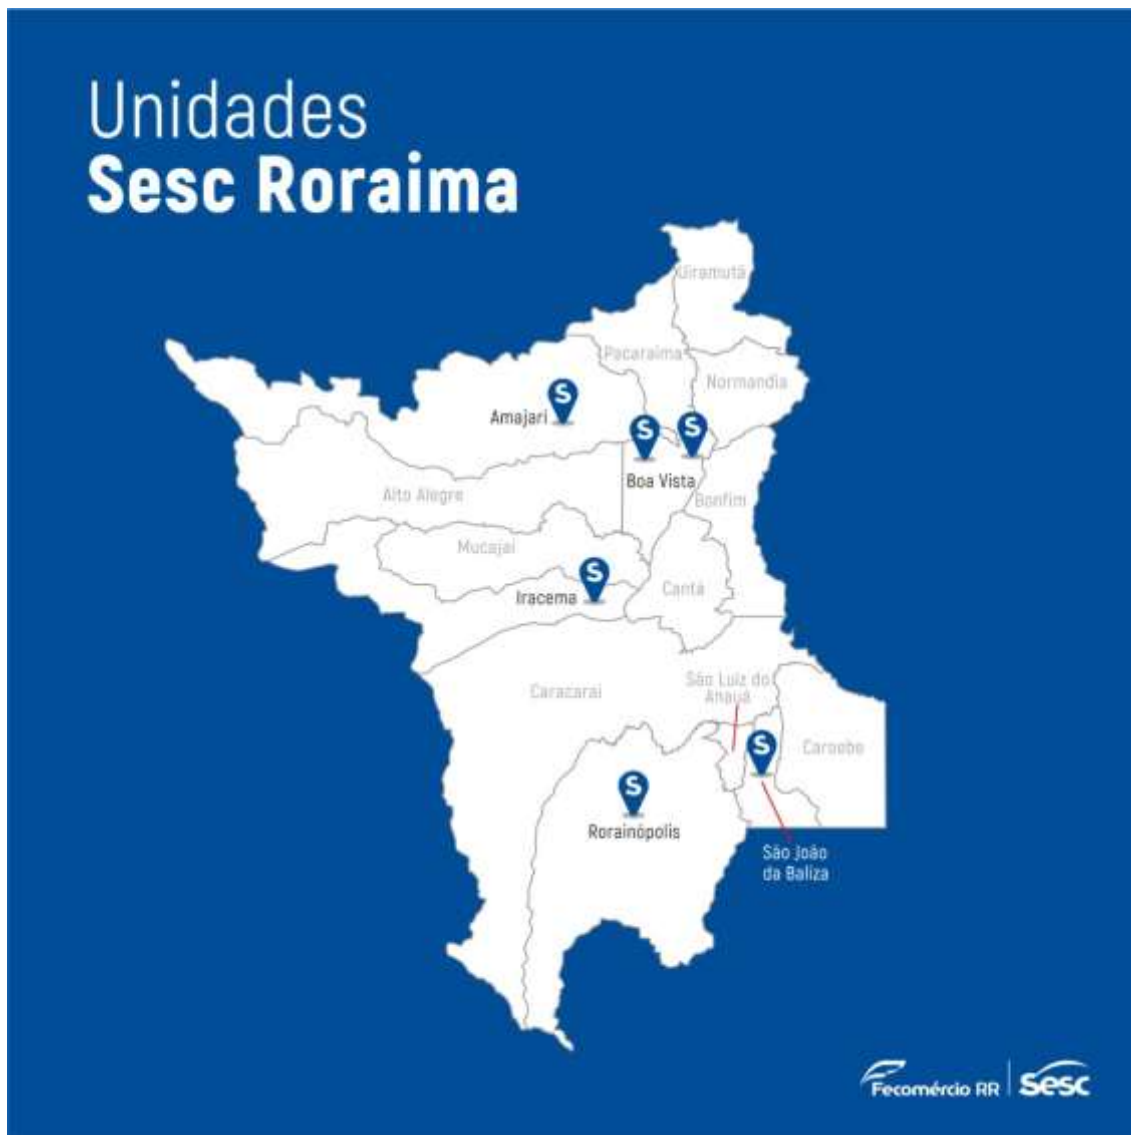 Unidades
Sesc Roraima
Uiramutã
Pacaraima
Normandia
S
Amajari
S
S
Boa Vista
Alto Alegre
Bonfim
Mucajaí
S
Iracema
Cantá
São Luiz do
Anauá
Caracaraí
S
Caroebe
S
Rorainópolis
São João
da Baliza
Fecomércio RR
Sesc